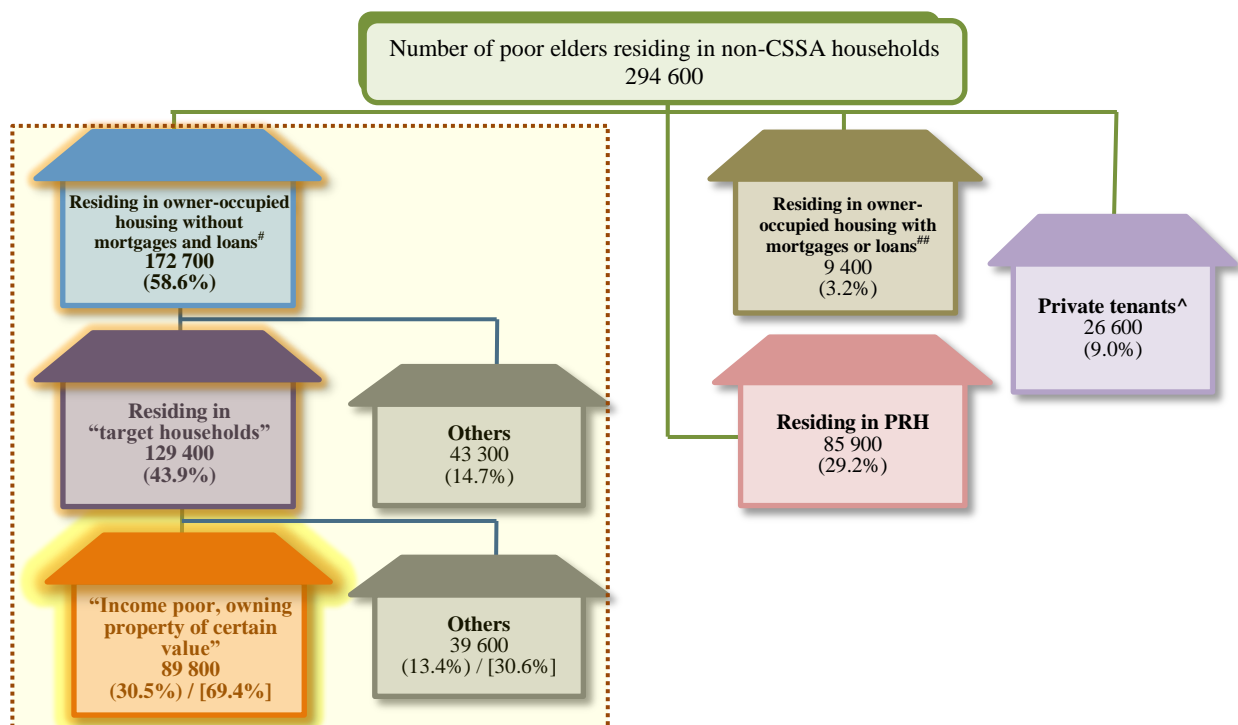 Number of poor elders residing in non-CSSA households
294 600
Residing in owner-occupied
housing without
mortgages and loans#
172 700
(58.6%)
Residing in owner-
occupied housing with
mortgages or loans##
9 400
(3.2%)
Private tenants^
26 600
(9.0%)
Residing in
“target households”
129 400
(43.9%)
Others
43 300
(14.7%)
Residing in PRH
85 900
(29.2%)
“Income poor, owning
property of certain
value”
89 800
(30.5%) / [69.4%]
Others
39 600
(13.4%) / [30.6%]